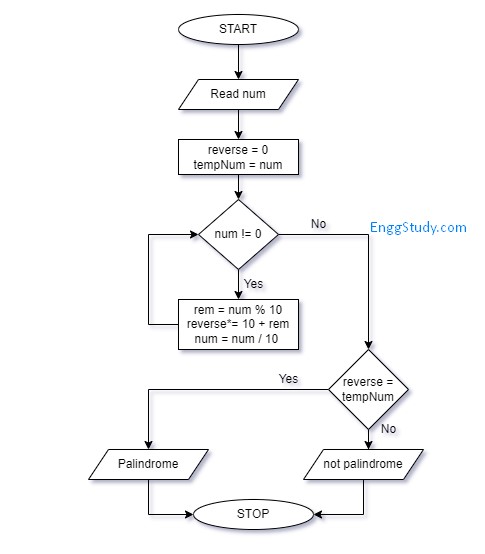 START
Read num
reverse = 0
tempNum = num
num != 0
No
EnggStudy.com
Yes
rem = num % 10
reverse*= 10 + rem
num = num / 10
Yes
reverse =
tempNum
No
Palindrome
not palindrome
STOP